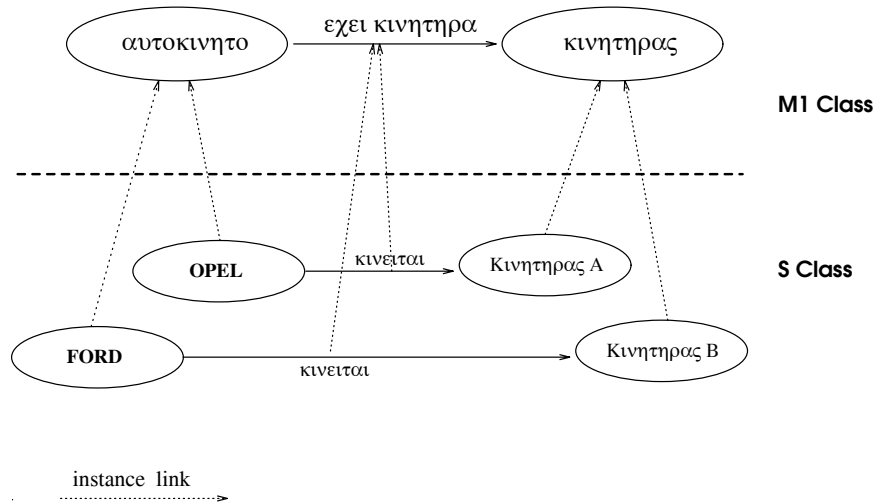 αυτοκινητο
εχει κινητηρα
κινητηρας
M1 Class
OPEL
κινειται
Κινητηρας A
S Class
FORD
κινειται
Κινητηρας B
instance link